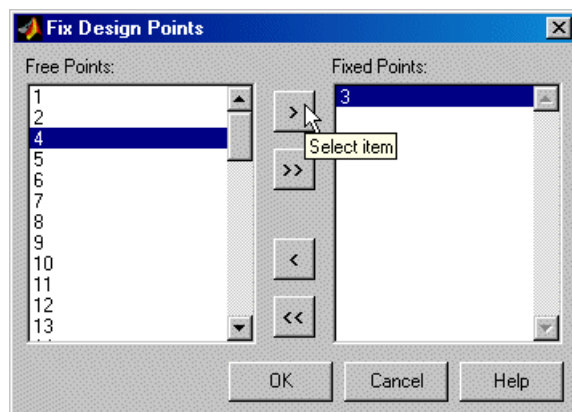 Fix Design Points
Free Points:
Fixed Points:
1
2
4
5
6
7
8
9
10
11
12
13
3
>
Select item
>>
<
<<
OK
Cancel
Help